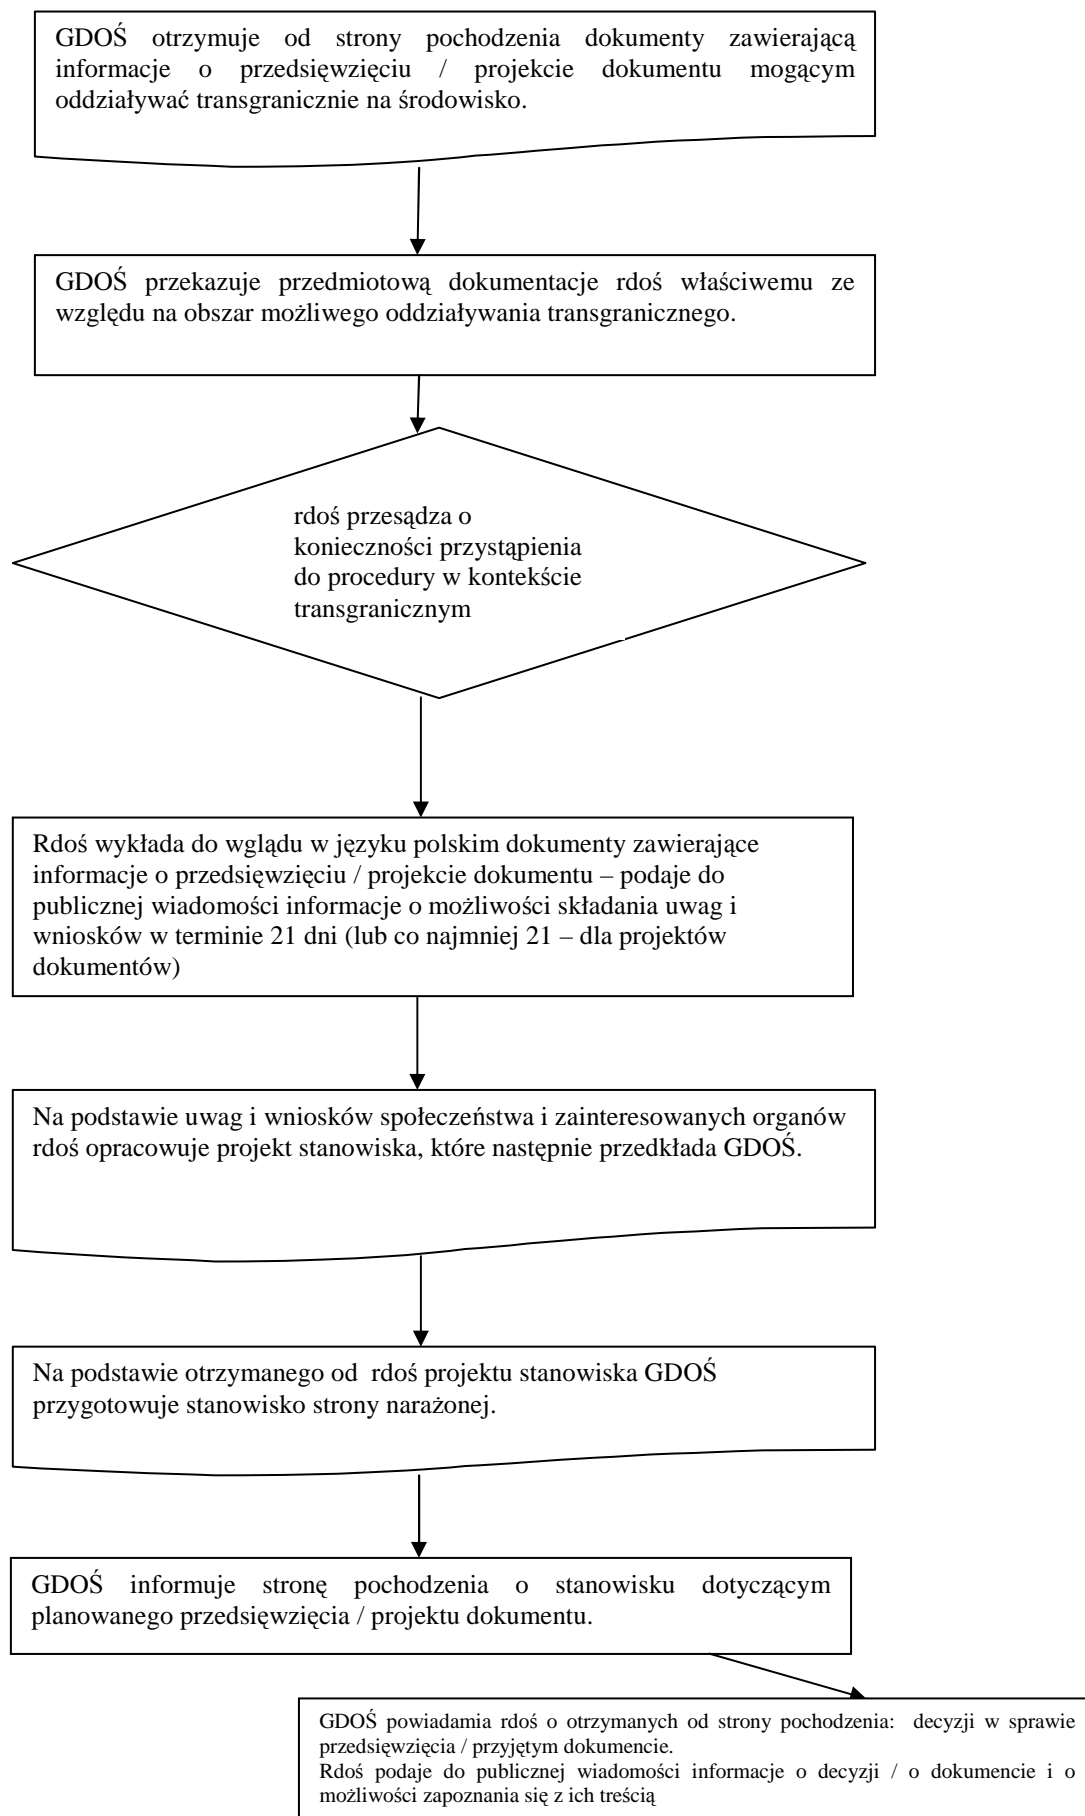 GDOŚ otrzymuje od strony pochodzenia dokumenty zawierającą
informacje o przedsięwzięciu / projekcie dokumentu mogącym
oddziaływać transgranicznie na środowisko.
GDOŚ przekazuje przedmiotową dokumentacje rdoś właściwemu ze
względu na obszar możliwego oddziaływania transgranicznego.
rdoś przesądza o
konieczności przystąpienia
do procedury w kontekście
transgranicznym
Rdoś wykłada do wglądu w języku polskim dokumenty zawierające
informacje o przedsięwzięciu / projekcie dokumentu – podaje do
publicznej wiadomości informacje o możliwości składania uwag i
wniosków w terminie 21 dni (lub co najmniej 21 – dla projektów
dokumentów)
Na podstawie uwag i wniosków społeczeństwa i zainteresowanych organów
rdoś opracowuje projekt stanowiska, które następnie przedkłada GDOŚ.
Na podstawie otrzymanego od rdoś projektu stanowiska GDOŚ
przygotowuje stanowisko strony narażonej.
GDOŚ informuje stronę pochodzenia o stanowisku dotyczącym
planowanego przedsięwzięcia / projektu dokumentu.
GDOŚ powiadamia rdoś o otrzymanych od strony pochodzenia: decyzji w sprawie
przedsięwzięcia / przyjętym dokumencie.
Rdoś podaje do publicznej wiadomości informacje o decyzji / o dokumencie i o
możliwości zapoznania się z ich treścią